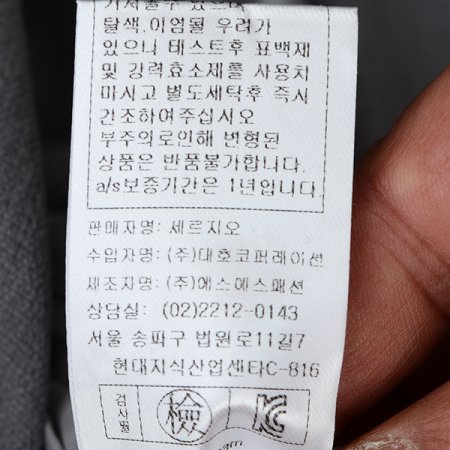 탈색,이염될 우려가
있으니 테스트후 표백제
및 강력효소제를 사용치
마시고 별도세탁후 즉시
건조하여주십시오
부주의로인해 변형된
상품은 반품불가합니다.
a/s보증기간은 1년입니다.
판매자명: 세르지오
수입자명: (주)대호코퍼레이션
제조자명: (주)에스에스패션
상담실: (02)2212-0143
서울 송파구 법원로11길7
현대지식산업센타C-816
검사필 檢 KC